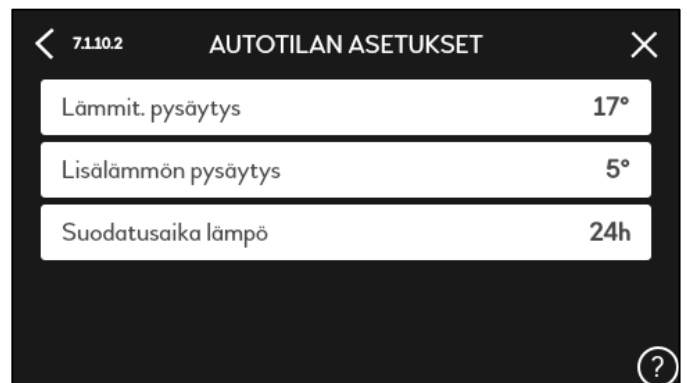 7.1.10.2 AUTOTILAN ASETUKSET
Lämmit. pysäytys 17°
Lisälämmön pysäytys 5°
Suodatusaika lämpö 24h
?